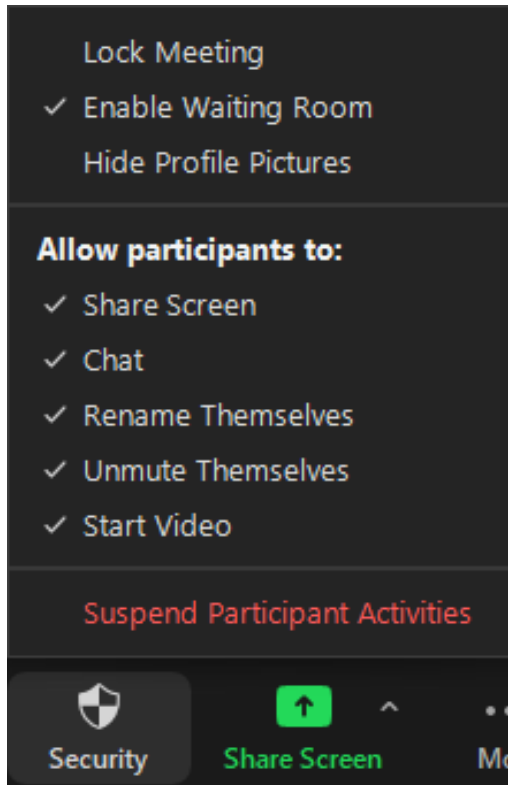 Lock Meeting
Enable Waiting Room
Hide Profile Pictures
Allow participants to:
Share Screen
Chat
Rename Themselves
Unmute Themselves
Start Video
Suspend Participant Activities
Security
Share Screen